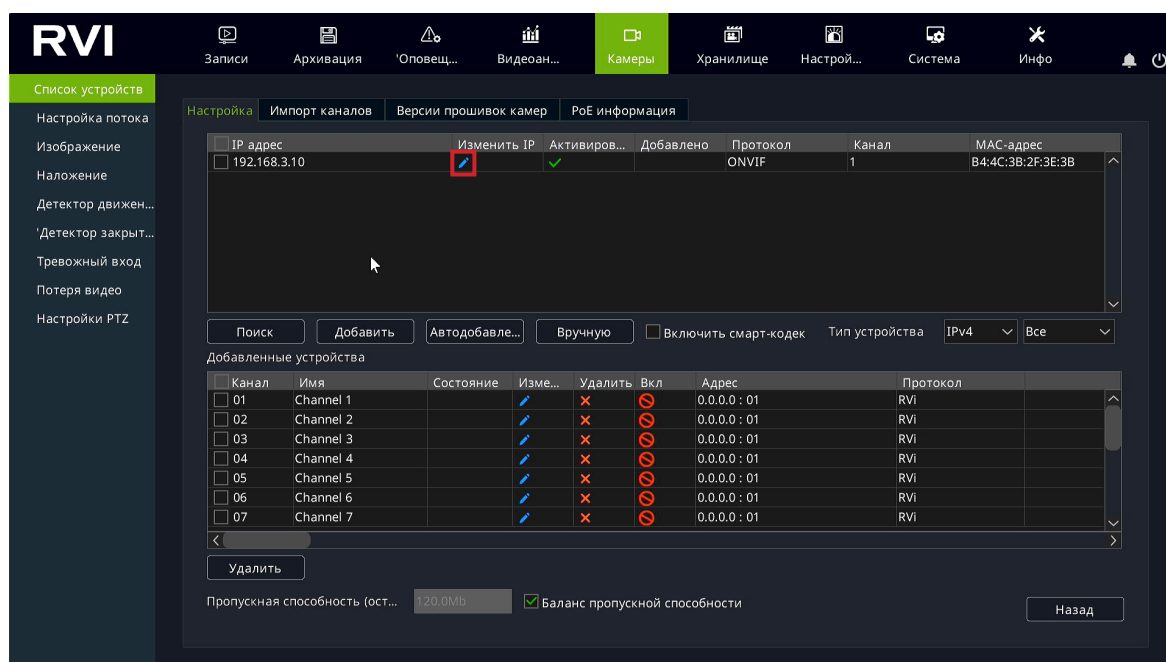 RVI
Записи Архивация 'Оповещ... Видеоан... Камеры Хранилище Настрой... Система Инфо
Список устройств
Настройка потока
Изображение
Наложение
Детектор движен...
'Детектор закрыт...
Тревожный вход
Потеря видео
Настройки PTZ
Настройка Импорт каналов Версии прошивок камер PoE информация
IP адрес Изменить IP Активиров... Добавлено Протокол Канал MAC-адрес
192.168.3.10 ONVIF 1 B4:4C:3B:2F:3E:3B
Поиск Добавить Автодобавле... Вручную Включить смарт-кодек Тип устройства IPv4 Все
Добавленные устройства
Канал Имя Состояние Изме... Удалить Вкл Адрес Протокол
01 Channel 1 0.0.0.0 : 01 RVi
02 Channel 2 0.0.0.0 : 01 RVi
03 Channel 3 0.0.0.0 : 01 RVi
04 Channel 4 0.0.0.0 : 01 RVi
05 Channel 5 0.0.0.0 : 01 RVi
06 Channel 6 0.0.0.0 : 01 RVi
07 Channel 7 0.0.0.0 : 01 RVi
Удалить
Пропускная способность (ост... 120.0Mb Баланс пропускной способности
Назад